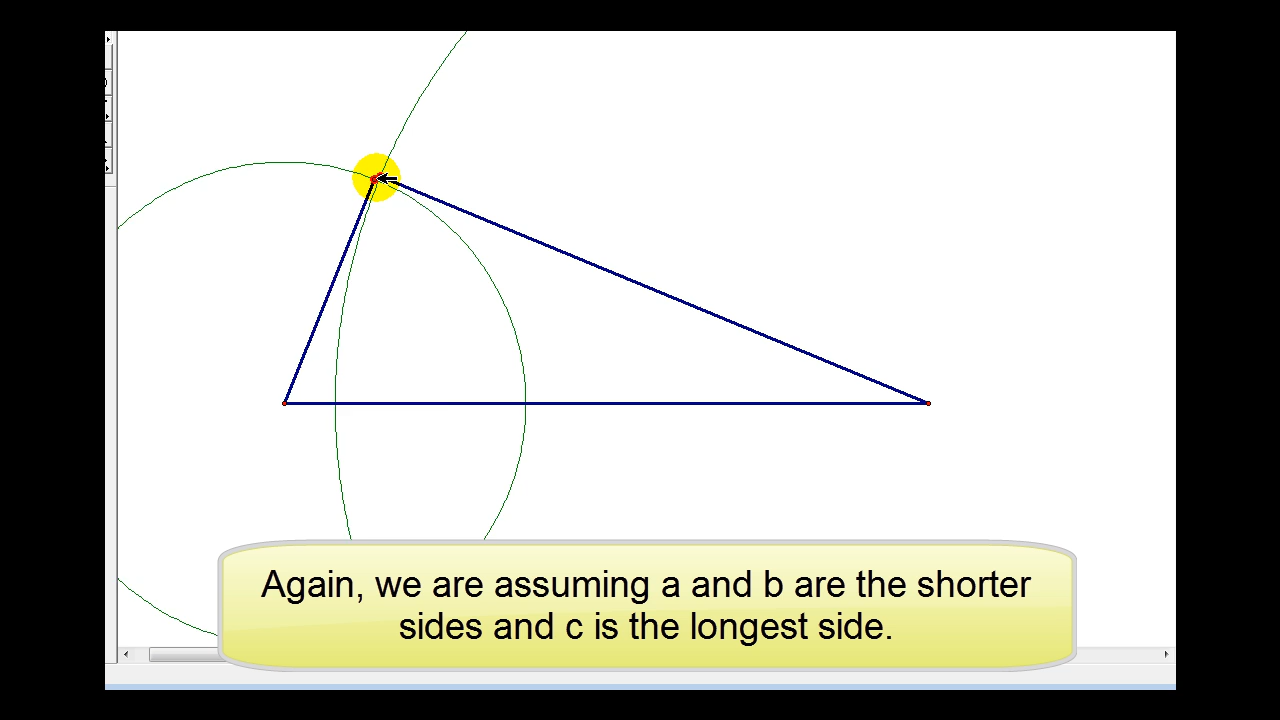 Again, we are assuming a and b are the shorter
sides and c is the longest side.